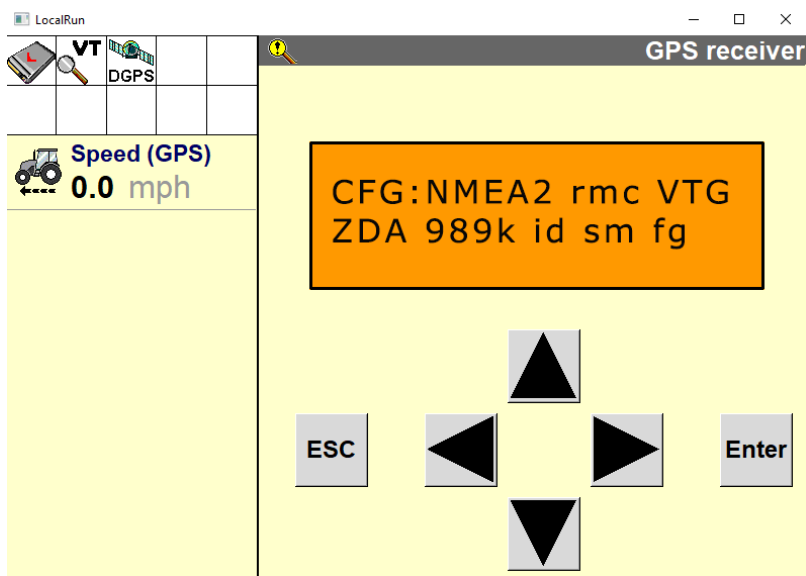 LocalRun
GPS receiver
L
VT
DGPS
Speed (GPS)
0.0 mph
CFG:NMEA2 rmc VTG
ZDA 989k id sm fg
ESC
Enter